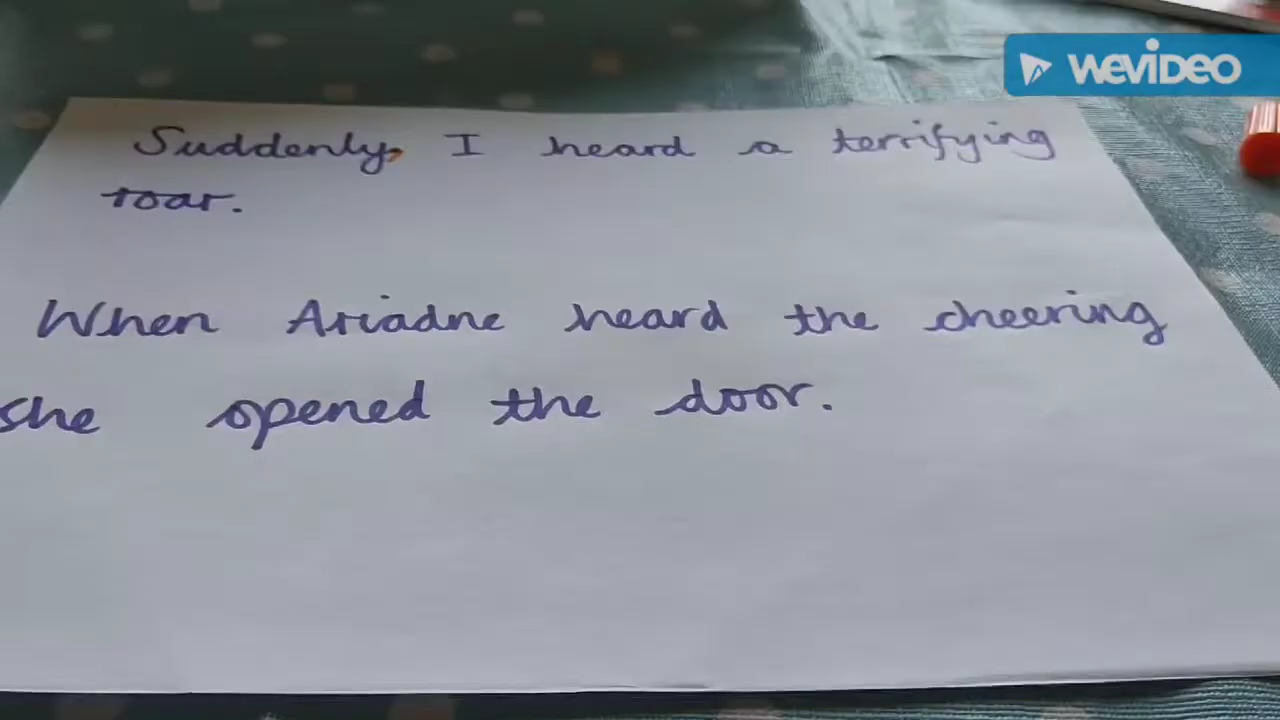 WEVIDEO
Suddenly, I heard a terrifying
roar.
When Ariadne heard the cheering
she opened the door.